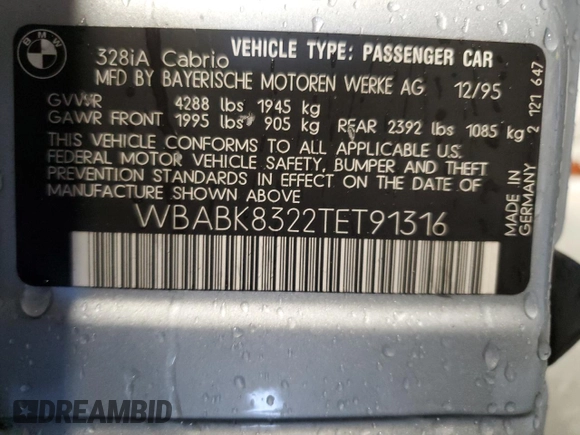 BMW
328iA Cabrio VEHICLE TYPE: PASSENGER CAR
MFD BY BAYERISCHE MOTOREN WERKE AG 12/95
GVWR 4288 lbs 1945 kg
GAWR FRONT 1995 lbs 905 kg REAR 2392 lbs 1085 kg
THIS VEHICLE CONFORMS TO ALL APPLICABLE U.S.
FEDERAL MOTOR VEHICLE SAFETY, BUMPER AND THEFT
PREVENTION STANDARDS IN EFFECT ON THE DATE OF
MANUFACTURE SHOWN ABOVE
WBABK8322TET91316
MADE IN
GERMANY 2 121 647
DREAMBID